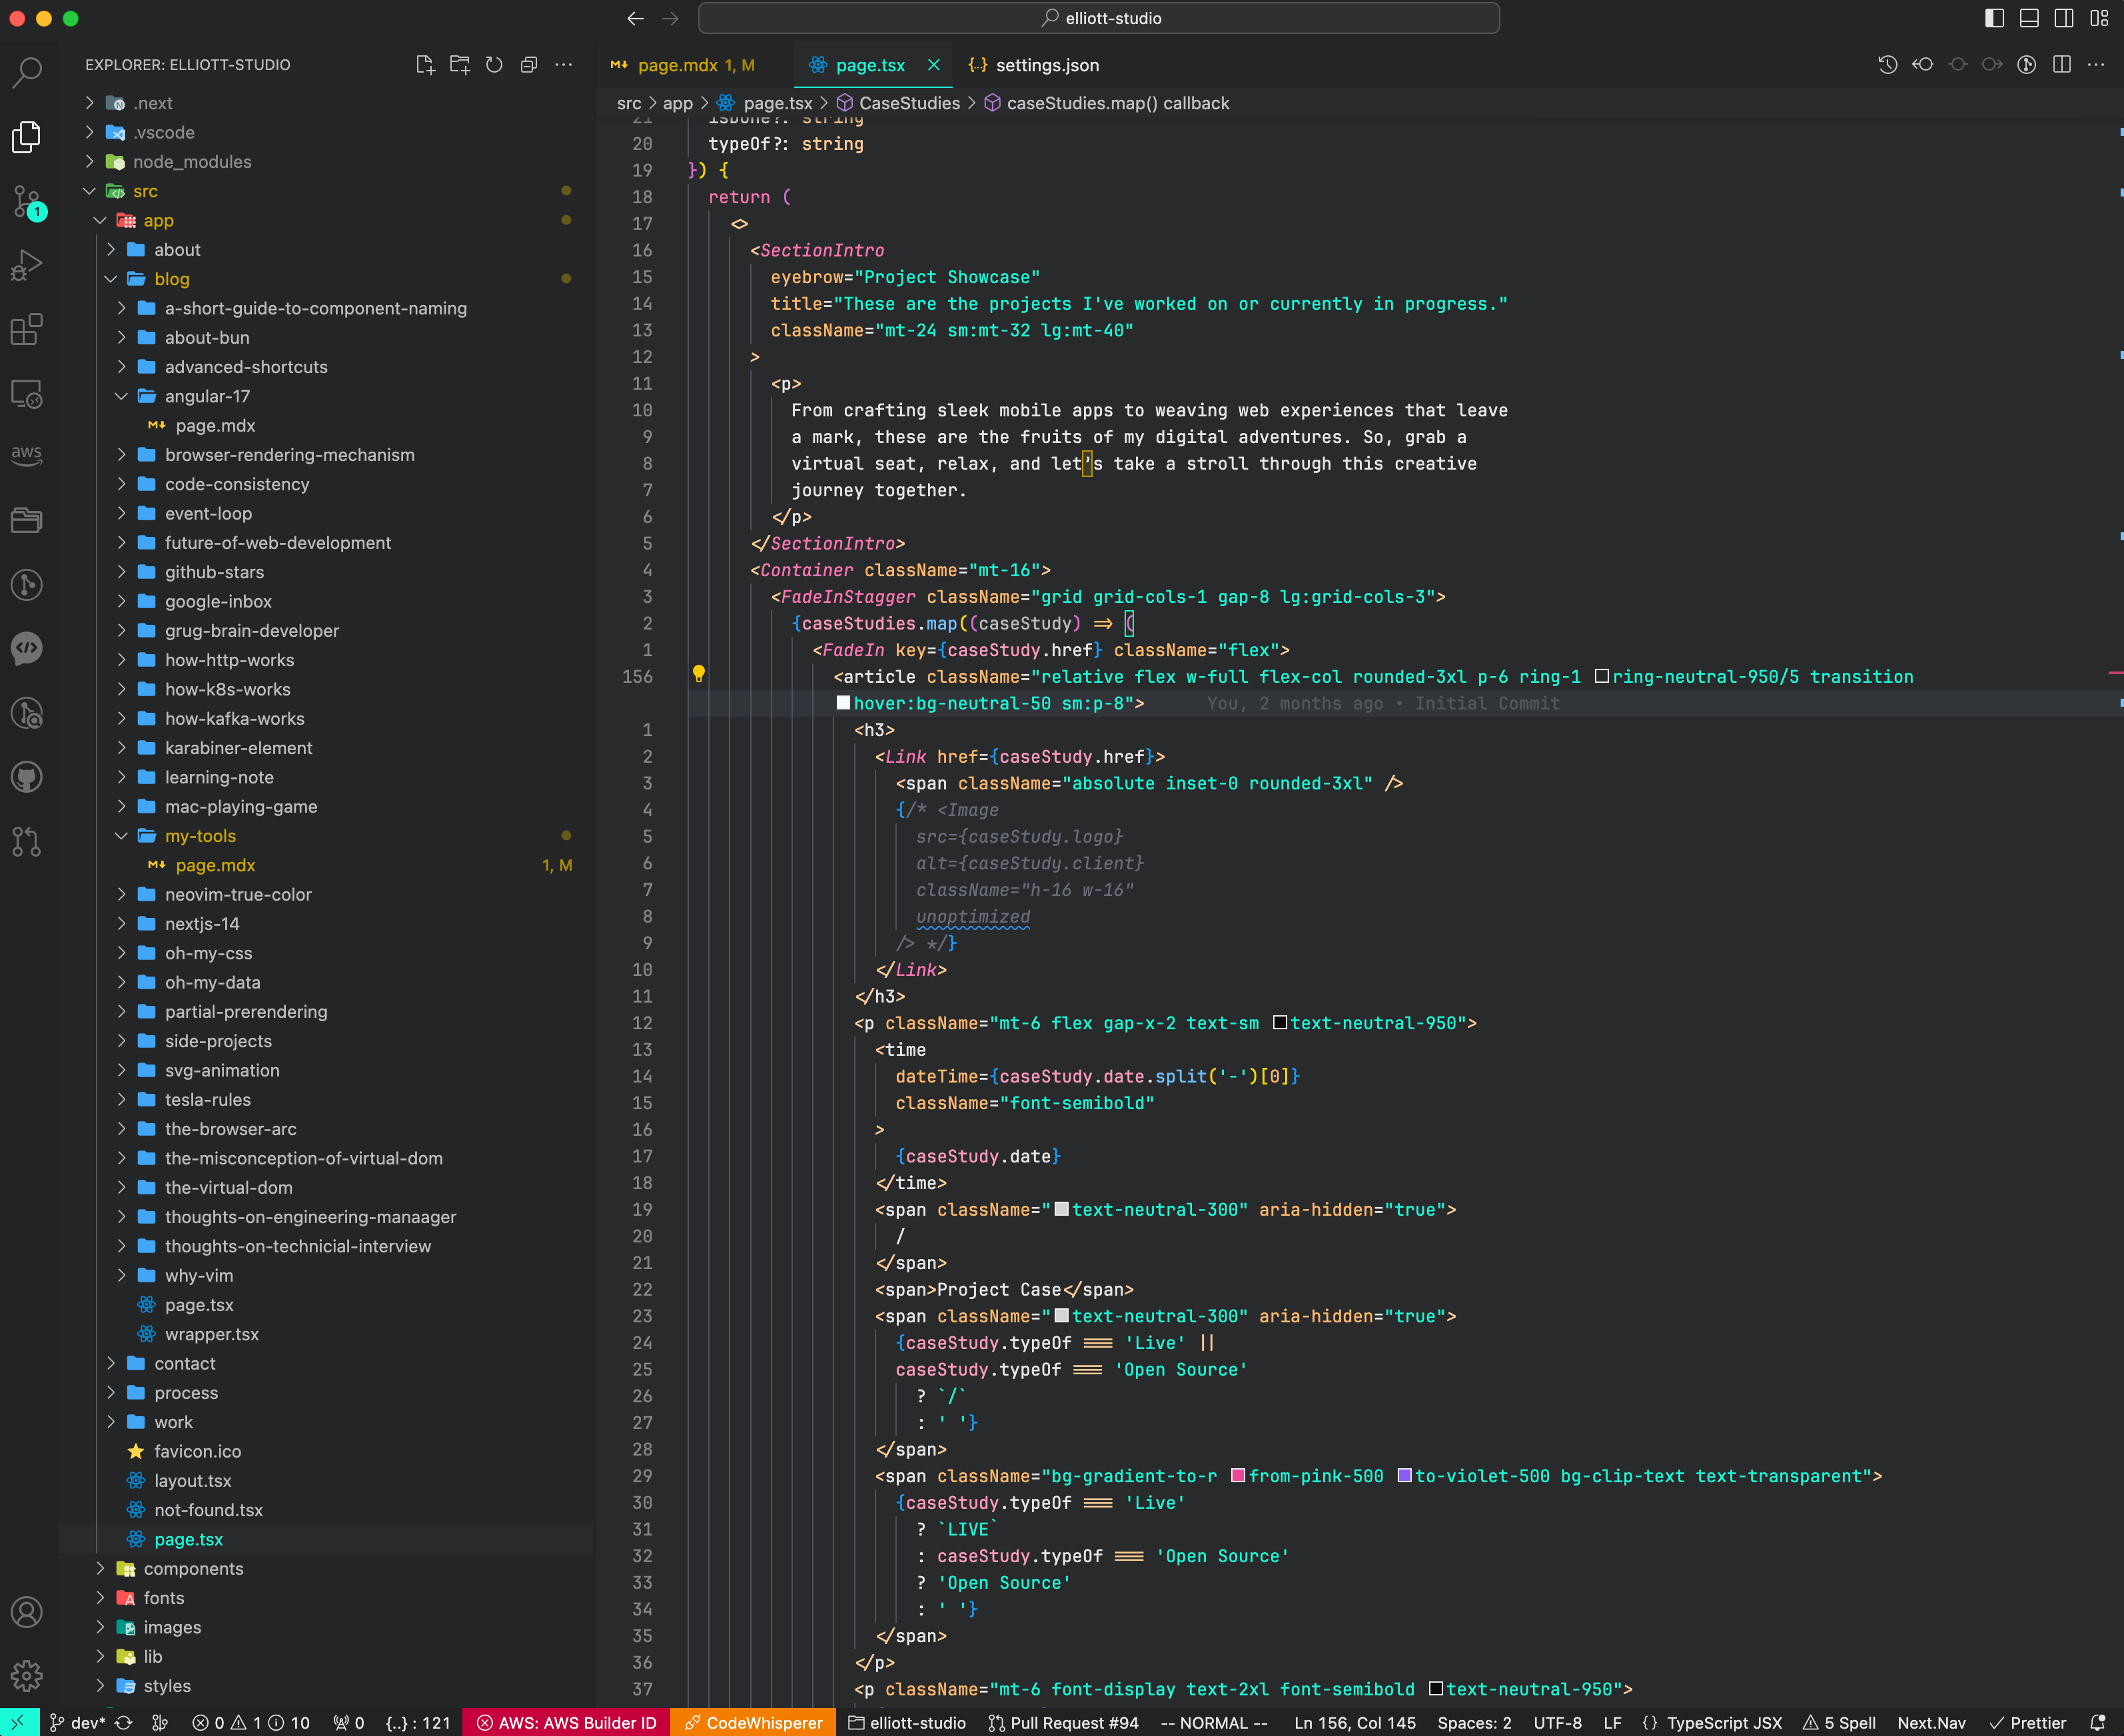 elliott-studio
EXPLORER: ELLIOTT-STUDIO
.next
.vscode
node_modules
src
app
about
blog
a-short-guide-to-component-naming
about-bun
advanced-shortcuts
angular-17
page.mdx
browser-rendering-mechanism
code-consistency
event-loop
future-of-web-development
github-stars
google-inbox
grug-brain-developer
how-http-works
how-k8s-works
how-kafka-works
karabiner-element
learning-note
mac-playing-game
my-tools
page.mdx 1, M
neovim-true-color
nextjs-14
oh-my-css
oh-my-data
partial-prerendering
side-projects
svg-animation
tesla-rules
the-browser-arc
the-misconception-of-virtual-dom
the-virtual-dom
thoughts-on-engineering-manaager
thoughts-on-technicial-interview
why-vim
page.tsx
wrapper.tsx
contact
process
work
favicon.ico
layout.tsx
not-found.tsx
page.tsx
components
fonts
images
lib
styles
1
aws
page.mdx 1, M page.tsx {..} settings.json
src > app > page.tsx > CaseStudies > caseStudies.map() callback
21 isDone?: string
20 typeOf?: string
19 }) {
18 return (
17 <>
16 <SectionIntro
15 eyebrow="Project Showcase"
14 title="These are the projects I've worked on or currently in progress."
13 className="mt-24 sm:mt-32 lg:mt-40"
12 >
11 <p>
10 From crafting sleek mobile apps to weaving web experiences that leave
9 a mark, these are the fruits of my digital adventures. So, grab a
8 virtual seat, relax, and let’s take a stroll through this creative
7 journey together.
6 </p>
5 </SectionIntro>
4 <Container className="mt-16">
3 <FadeInStagger className="grid grid-cols-1 gap-8 lg:grid-cols-3">
2 {caseStudies.map((caseStudy) => (
1 <FadeIn key={caseStudy.href} className="flex">
156 <article className="relative flex w-full flex-col rounded-3xl p-6 ring-1 ring-neutral-950/5 transition
hover:bg-neutral-50 sm:p-8"> You, 2 months ago • Initial Commit
1 <h3>
2 <Link href={caseStudy.href}>
3 <span className="absolute inset-0 rounded-3xl" />
4 {/* <Image
5 src={caseStudy.logo}
6 alt={caseStudy.client}
7 className="h-16 w-16"
8 unoptimized
9 /> */}
10 </Link>
11 </h3>
12 <p className="mt-6 flex gap-x-2 text-sm text-neutral-950">
13 <time
14 dateTime={caseStudy.date.split('-')[0]}
15 className="font-semibold"
16 >
17 {caseStudy.date}
18 </time>
19 <span className="text-neutral-300" aria-hidden="true">
20 /
21 </span>
22 <span>Project Case</span>
23 <span className="text-neutral-300" aria-hidden="true">
24 {caseStudy.typeOf === 'Live' ||
25 caseStudy.typeOf === 'Open Source'
26 ? `/`
27 : ' '}
28 </span>
29 <span className="bg-gradient-to-r from-pink-500 to-violet-500 bg-clip-text text-transparent">
30 {caseStudy.typeOf === 'Live'
31 ? `LIVE`
32 : caseStudy.typeOf === 'Open Source'
33 ? 'Open Source'
34 : ' '}
35 </span>
36 </p>
37 <p className="mt-6 font-display text-2xl font-semibold text-neutral-950">
dev* 0 1 10 0 {..} : 121 AWS: AWS Builder ID CodeWhisperer elliott-studio Pull Request #94 -- NORMAL -- Ln 156, Col 145 Spaces: 2 UTF-8 LF {} TypeScript JSX 5 Spell Next.Nav Prettier